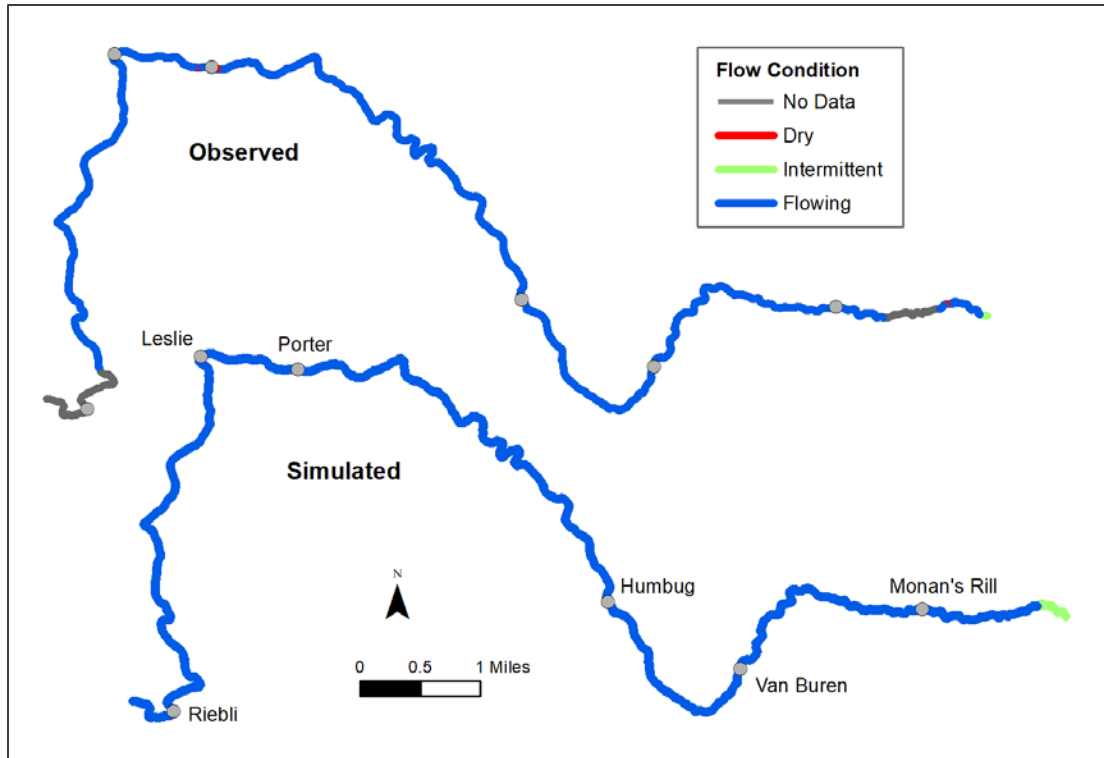 Flow Condition
No Data
Dry
Intermittent
Flowing
Observed
Leslie
Porter
Simulated
N
Humbug
Monan's Rill
0 0.5 1 Miles
Van Buren
Riebli